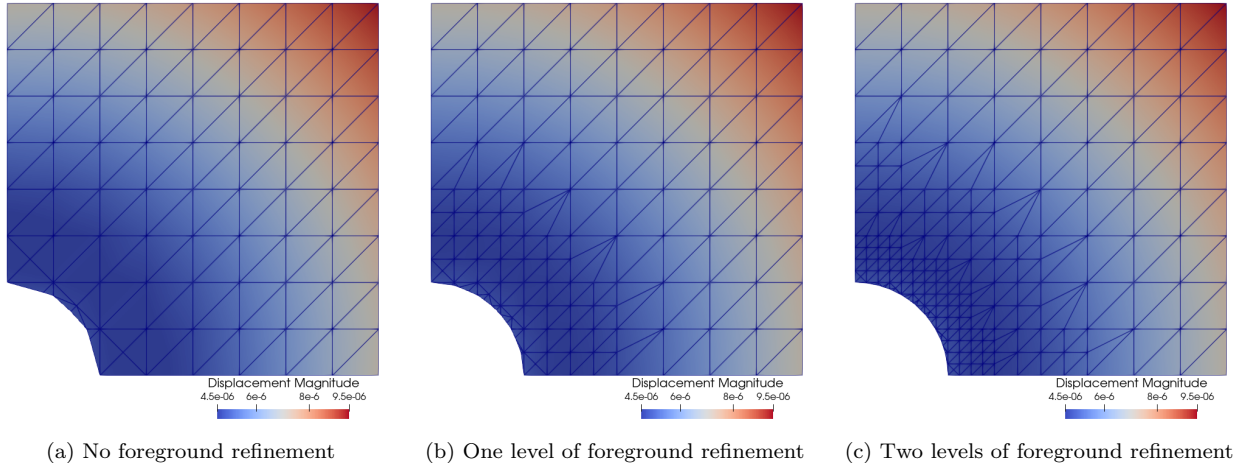 Displacement Magnitude
4.5e-06 6e-6 8e-6 9.5e-06
Displacement Magnitude
4.5e-06 6e-6 8e-6 9.5e-06
Displacement Magnitude
4.5e-06 6e-6 8e-6 9.5e-06
(a) No foreground refinement
(b) One level of foreground refinement
(c) Two levels of foreground refinement